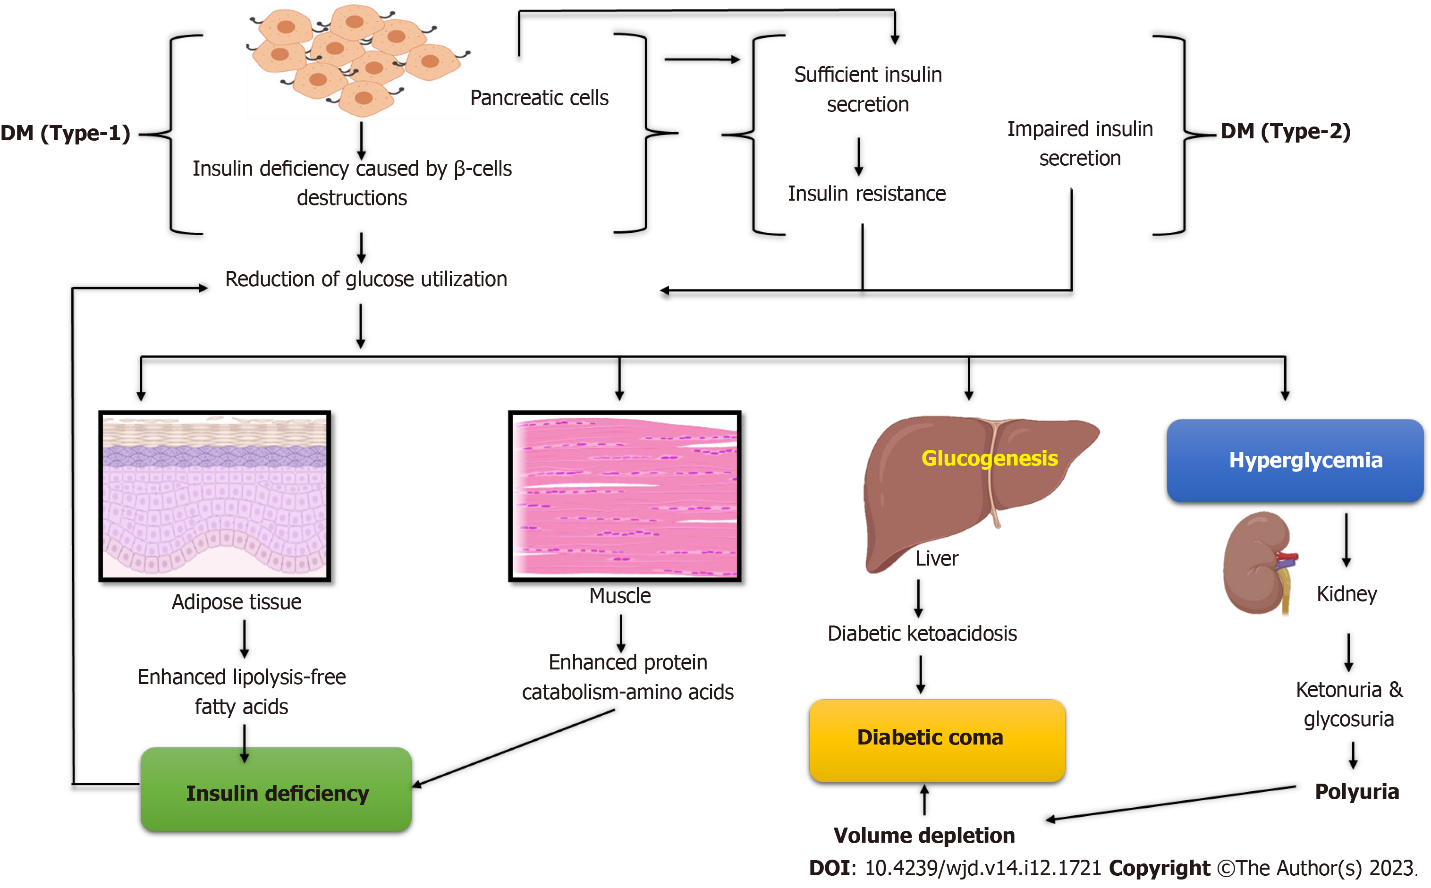 Pancreatic cells
DM (Type-1)
Insulin deficiency caused by β-cells
destructions
Sufficient insulin
secretion
Insulin resistance
Impaired insulin
secretion
DM (Type-2)
Reduction of glucose utilization
Adipose tissue
Enhanced lipolysis-free
fatty acids
Insulin deficiency
Muscle
Enhanced protein
catabolism-amino acids
Glucogenesis
Liver
Diabetic ketoacidosis
Diabetic coma
Volume depletion
Hyperglycemia
Kidney
Ketonuria &
glycosuria
Polyuria
DOI: 10.4239/wjd.v14.i12.1721 Copyright ©The Author(s) 2023.